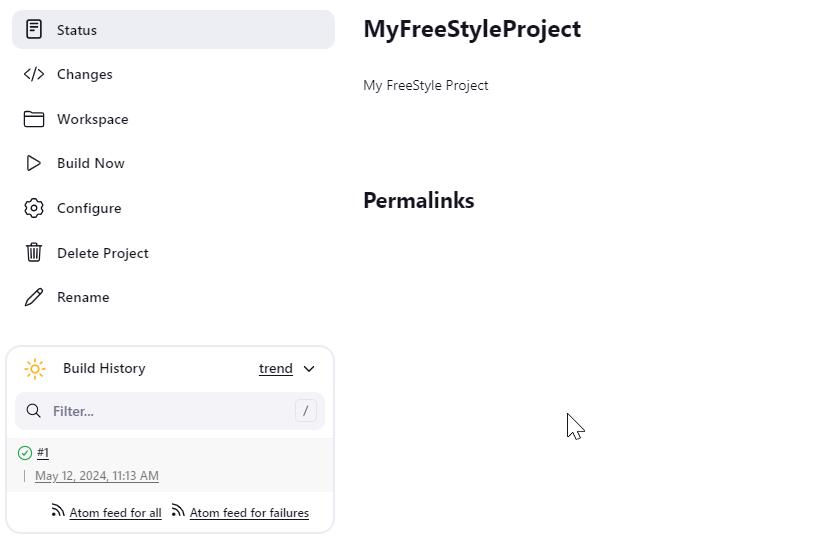 Status
Changes
Workspace
Build Now
Configure
Delete Project
Rename
Build History
trend
Filter...
/
#1
May 12, 2024, 11:13 AM
Atom feed for all
Atom feed for failures
MyFreeStyleProject
My FreeStyle Project
Permalinks